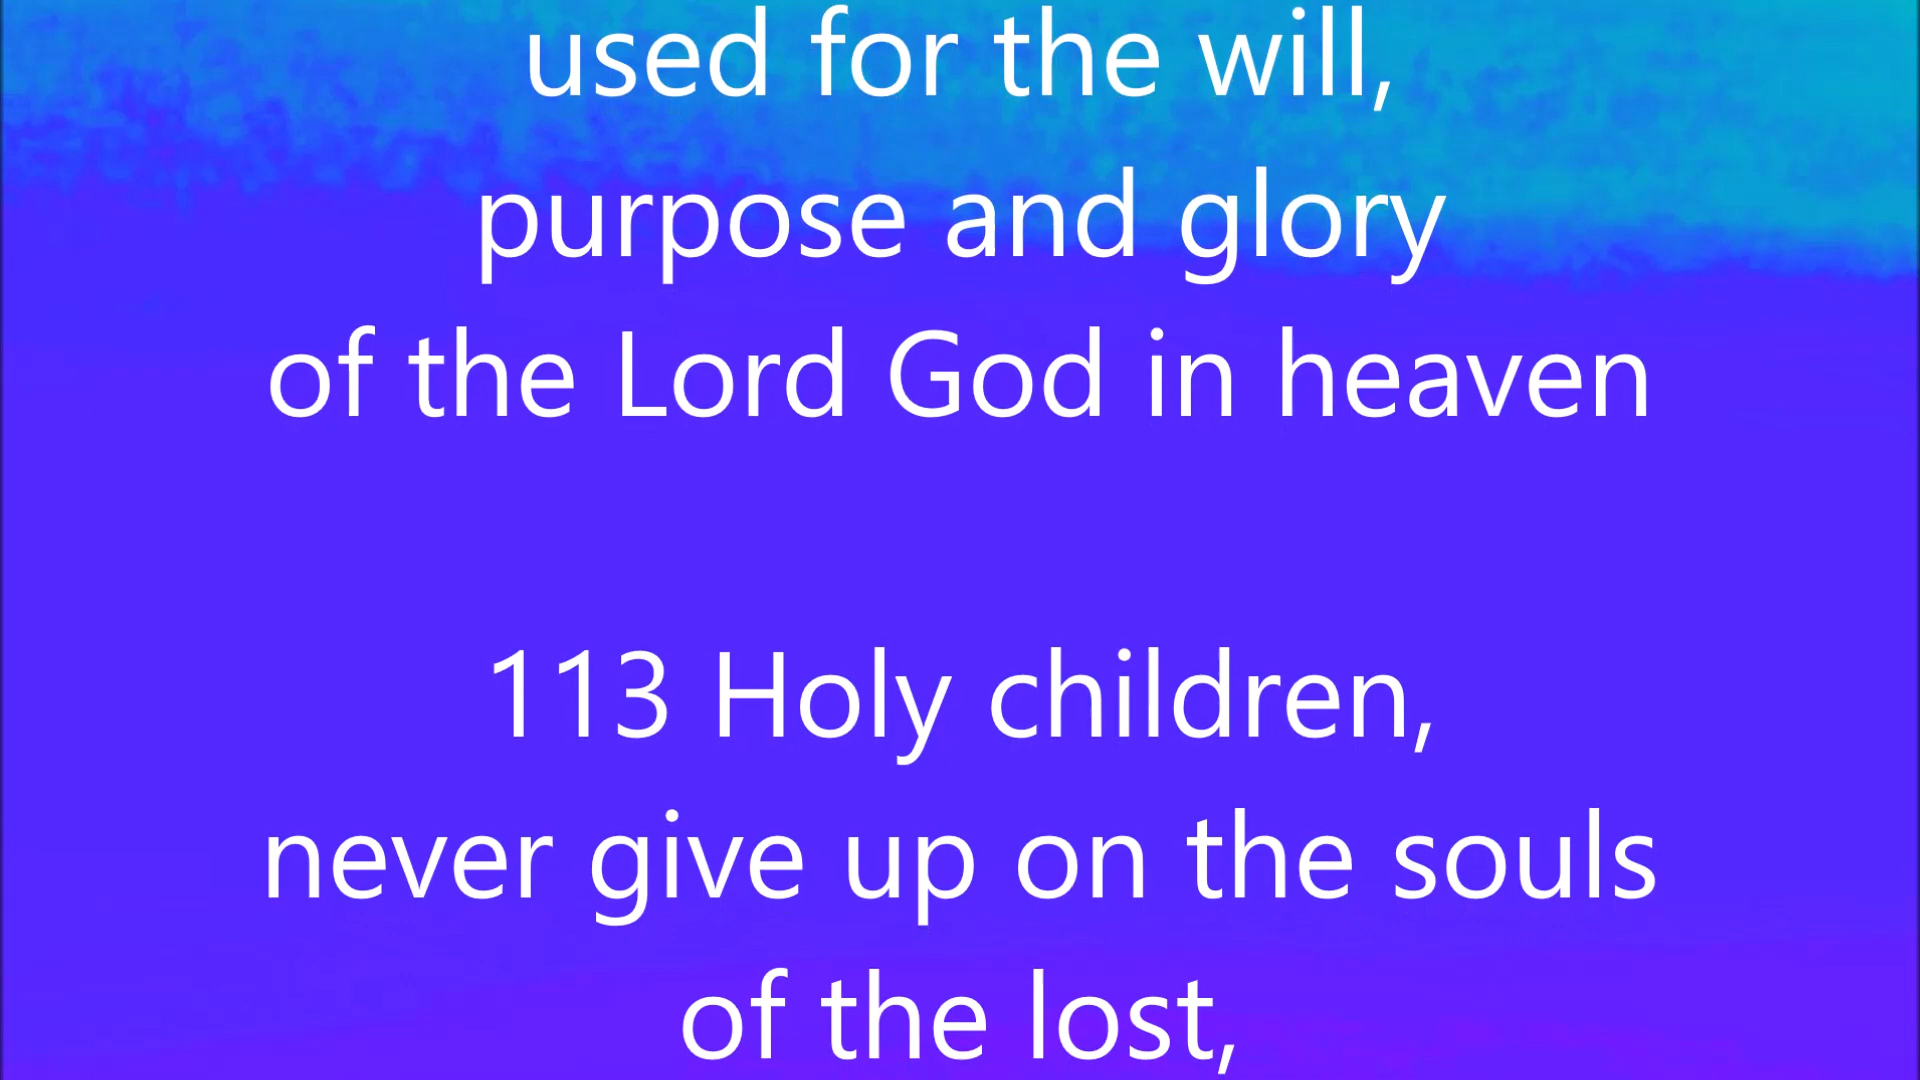 used for the will,
purpose and glory
of the Lord God in heaven
113 Holy children,
never give up on the souls
of the lost,